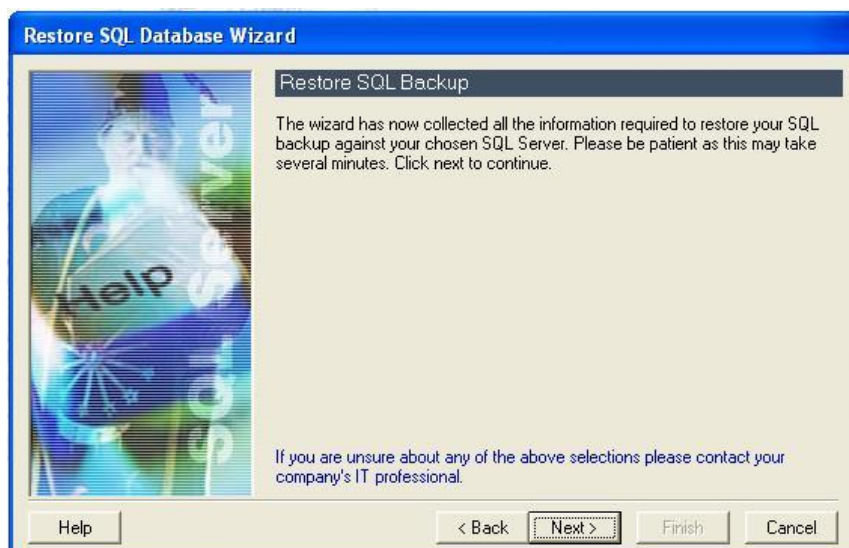 Restore SQL Database Wizard
Restore SQL Backup
The wizard has now collected all the information required to restore your SQL
backup against your chosen SQL Server. Please be patient as this may take
several minutes. Click next to continue.
SQL Server
Help
If you are unsure about any of the above selections please contact your
company's IT professional.
Help
< Back
Next >
Finish
Cancel